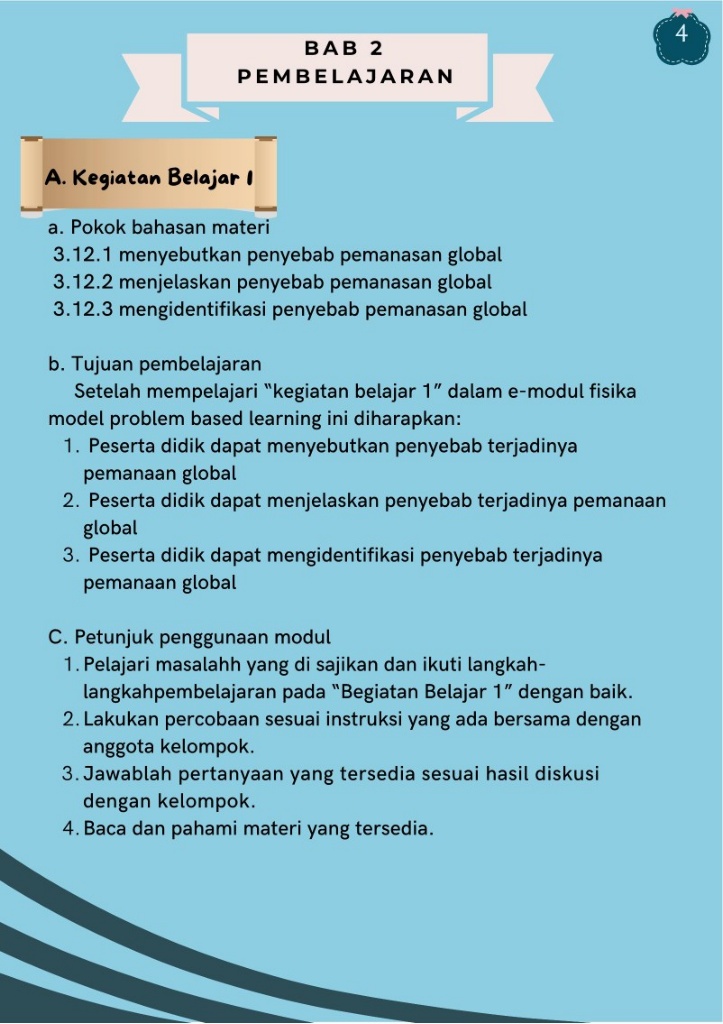 4
BAB 2
PEMBELAJARAN
A. Kegiatan Belajar 1
a. Pokok bahasan materi
3.12.1 menyebutkan penyebab pemanasan global
3.12.2 menjelaskan penyebab pemanasan global
3.12.3 mengidentifikasi penyebab pemanasan global
b. Tujuan pembelajaran
Setelah mempelajari “kegiatan belajar 1” dalam e-modul fisika
model problem based learning ini diharapkan:
1. Peserta didik dapat menyebutkan penyebab terjadinya
pemanaan global
2. Peserta didik dapat menjelaskan penyebab terjadinya pemanaan
global
3. Peserta didik dapat mengidentifikasi penyebab terjadinya
pemanaan global
C. Petunjuk penggunaan modul
1. Pelajari masalahh yang di sajikan dan ikuti langkah-
langkahpembelajaran pada “Begiatan Belajar 1” dengan baik.
2. Lakukan percobaan sesuai instruksi yang ada bersama dengan
anggota kelompok.
3. Jawablah pertanyaan yang tersedia sesuai hasil diskusi
dengan kelompok.
4. Baca dan pahami materi yang tersedia.